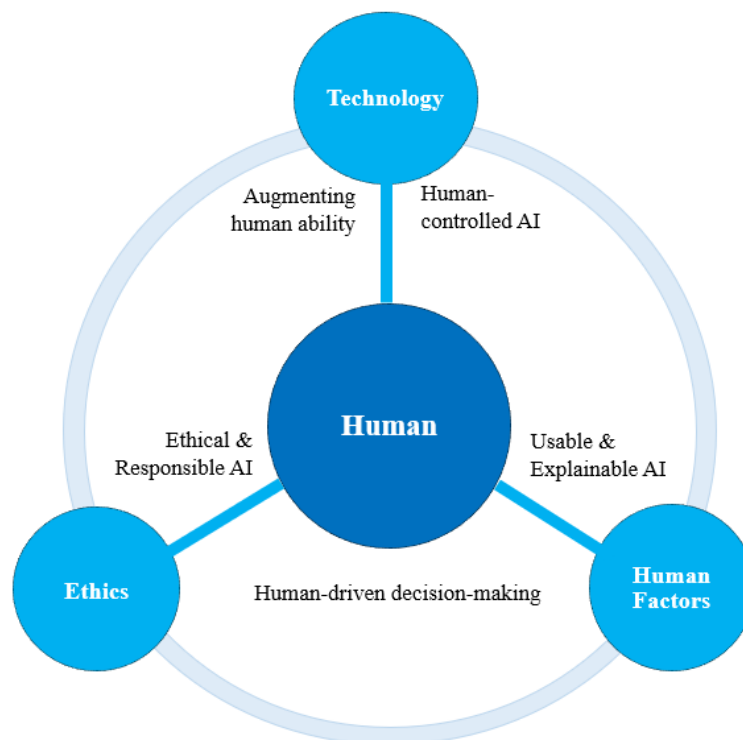 Technology
Augmenting
human ability
Human-
controlled AI
Human
Ethical &
Responsible AI
Usable &
Explainable AI
Ethics
Human-driven decision-making
Human
Factors